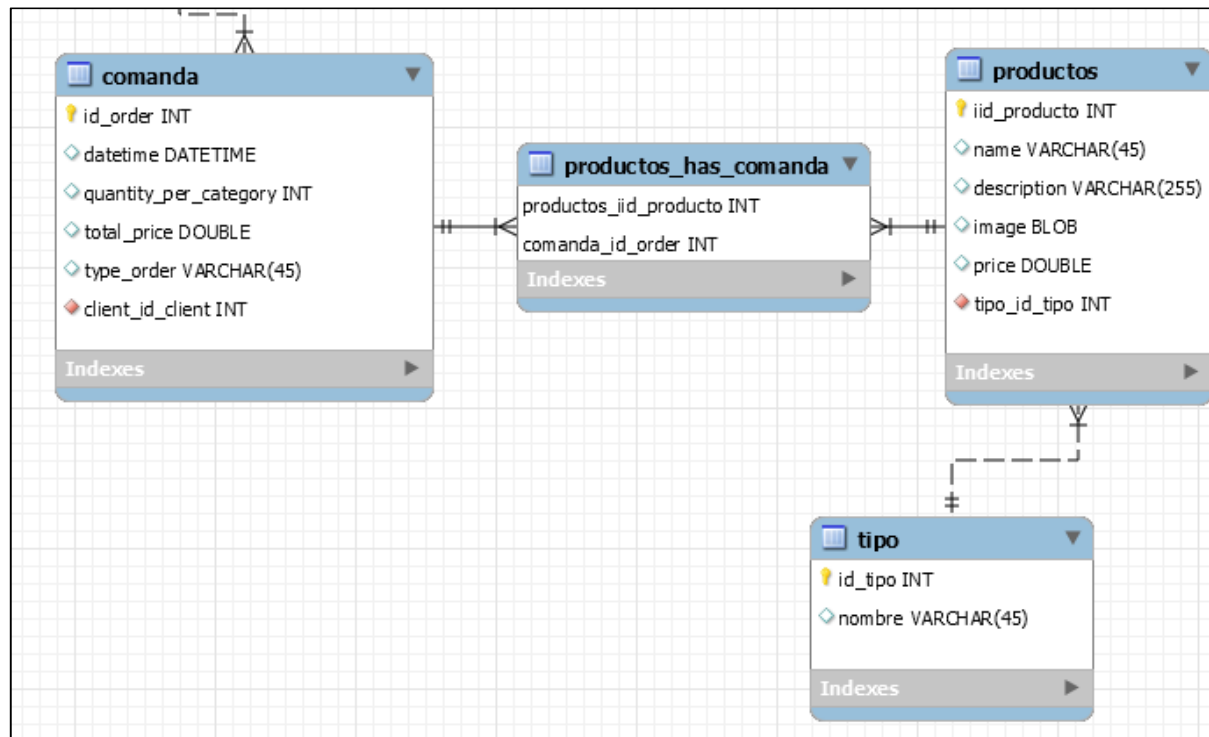 comanda
id_order INT
datetime DATETIME
quantity_per_category INT
total_price DOUBLE
type_order VARCHAR(45)
client_id_client INT
Indexes
productos_has_comanda
productos_iid_producto INT
comanda_id_order INT
Indexes
productos
iid_producto INT
name VARCHAR(45)
description VARCHAR(255)
image BLOB
price DOUBLE
tipo_id_tipo INT
Indexes
tipo
id_tipo INT
nombre VARCHAR(45)
Indexes